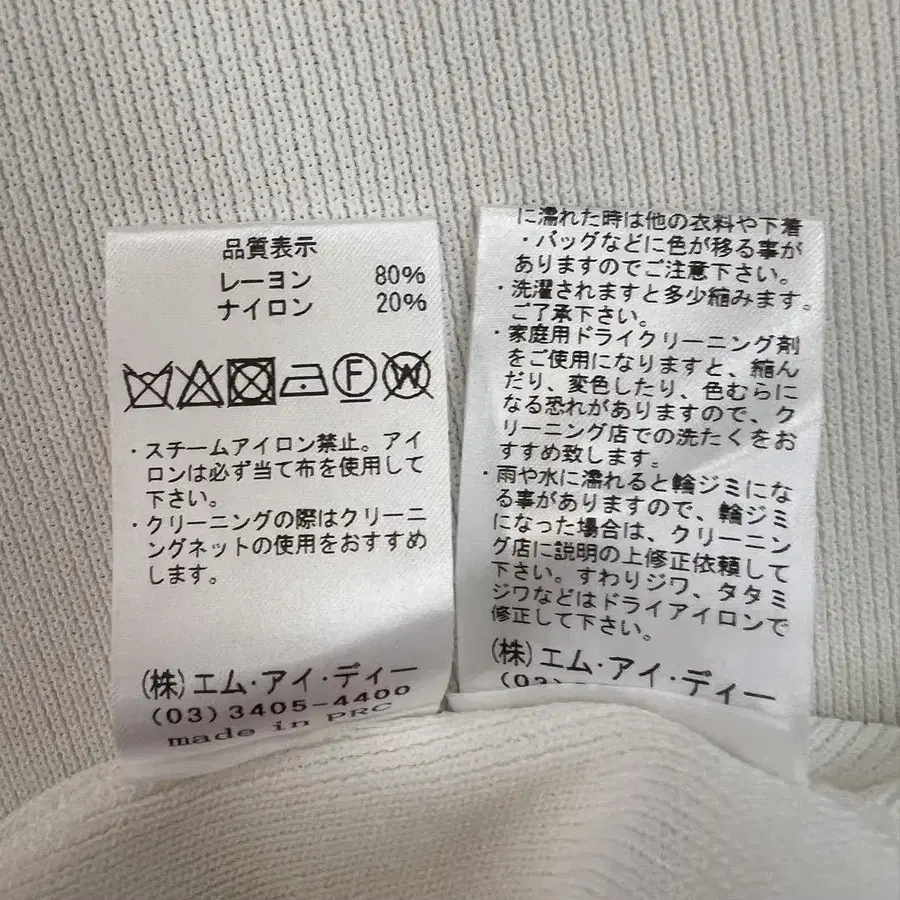 品質表示
レーヨン 80%
ナイロン 20%
F W
・スチームアイロン禁止。アイ
ロンは必ず当て布を使用して
下さい。
・クリーニングの際はクリーニ
ングネットの使用をおすすめ
します。
(株)エム・アイ・ディー
(03)3405-4400
made in PRC
に濡れた時は他の衣料や下着
・バッグなどに色が移る事が
ありますのでご注意下さい。
・洗濯されますと多少縮みます。
ご了承下さい。
・家庭用ドライクリーニング剤
をご使用になりますと、縮ん
だり、変色したり、色むらに
なる恐れがありますので、ク
リーニング店での洗たくをお
すすめ致します。
・雨や水に濡れると輪ジミにな
る事がありますので、輪ジミ
になった場合は、クリーニン
グ店に説明の上修正依頼して
下さい。すわりジワ、タタミ
ジワなどはドライアイロンで
修正して下さい。
(株)エム・アイ・ディー
(03)